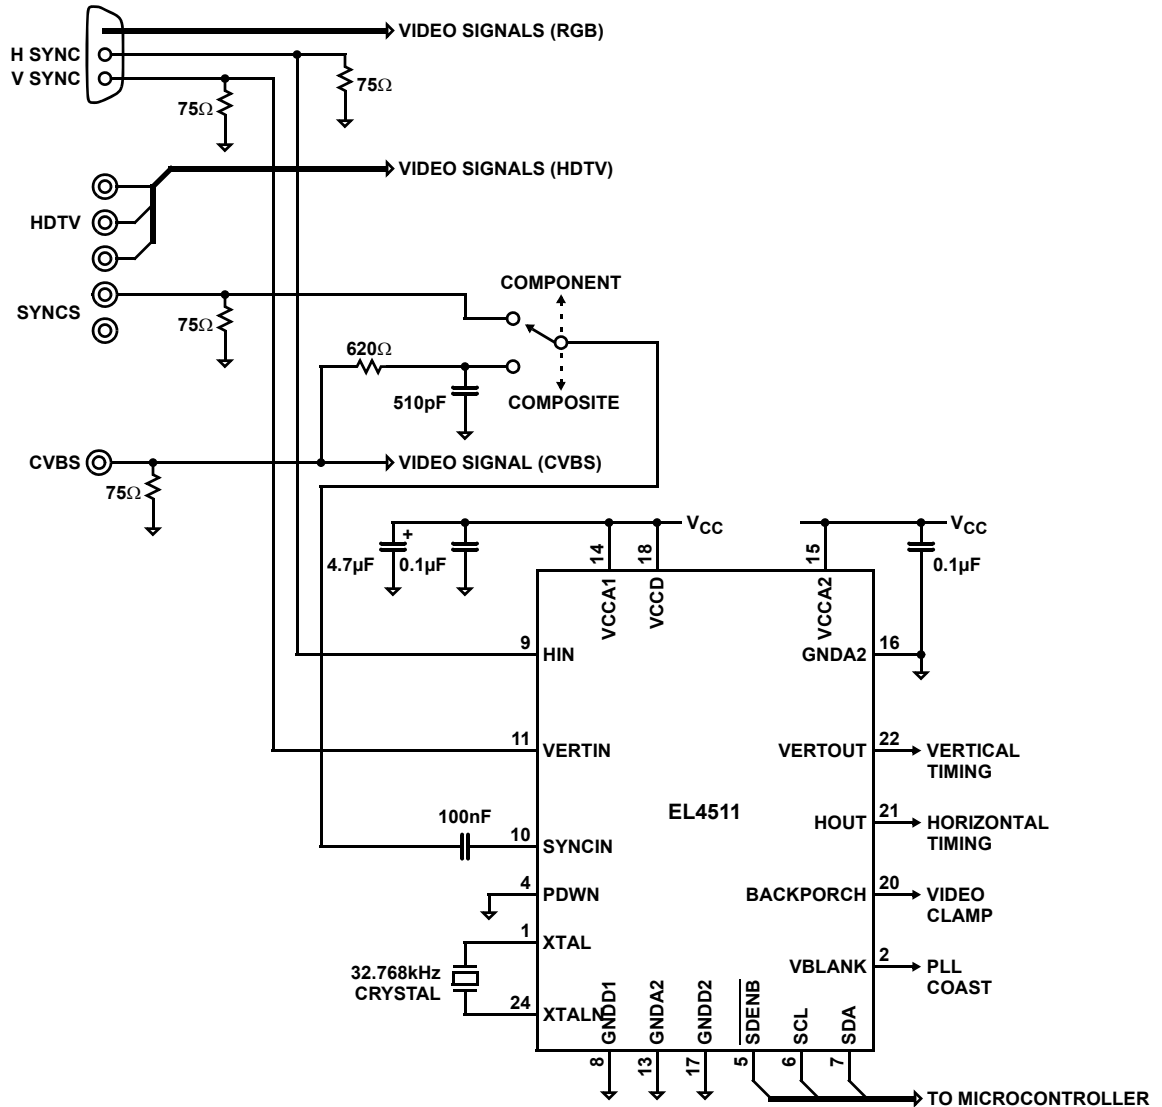 VIDEO SIGNALS (RGB)
H SYNC
V SYNC
75Ω
75Ω
VIDEO SIGNALS (HDTV)
HDTV
SYNCS
75Ω
COMPONENT
620Ω
510pF
COMPOSITE
CVBS
VIDEO SIGNAL (CVBS)
75Ω
VCC
VCC
4.7µF
+
0.1µF
14
18
15
0.1µF
VCCA1
VCCD
VCCA2
9
HIN
GNDA2
16
11
VERTIN
VERTOUT
22
VERTICAL
TIMING
EL4511
100nF
10
SYNCIN
HOUT
21
HORIZONTAL
TIMING
4
PDWN
BACKPORCH
20
VIDEO
CLAMP
1
XTAL
32.768kHz
CRYSTAL
VBLANK
2
PLL
COAST
24
XTALN
GNDD1
GNDA2
GNDD2
SDENB
SCL
SDA
8
13
17
5
6
7
TO MICROCONTROLLER